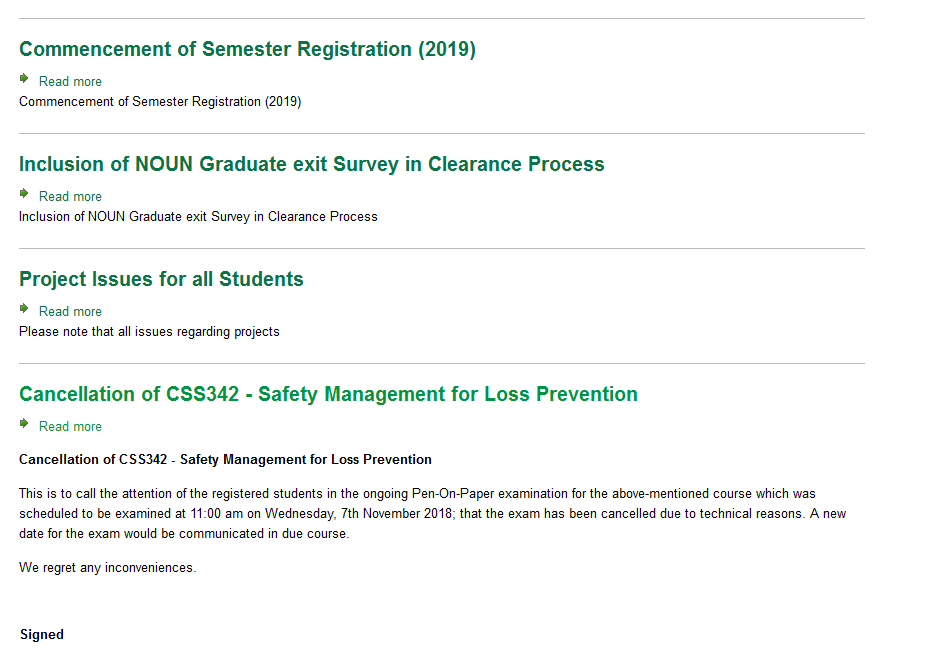 Commencement of Semester Registration (2019)
Read more
Commencement of Semester Registration (2019)
Inclusion of NOUN Graduate exit Survey in Clearance Process
Read more
Inclusion of NOUN Graduate exit Survey in Clearance Process
Project Issues for all Students
Read more
Please note that all issues regarding projects
Cancellation of CSS342 - Safety Management for Loss Prevention
Read more
Cancellation of CSS342 - Safety Management for Loss Prevention
This is to call the attention of the registered students in the ongoing Pen-On-Paper examination for the above-mentioned course which was
scheduled to be examined at 11:00 am on Wednesday, 7th November 2018; that the exam has been cancelled due to technical reasons. A new
date for the exam would be communicated in due course.
We regret any inconveniences.
Signed